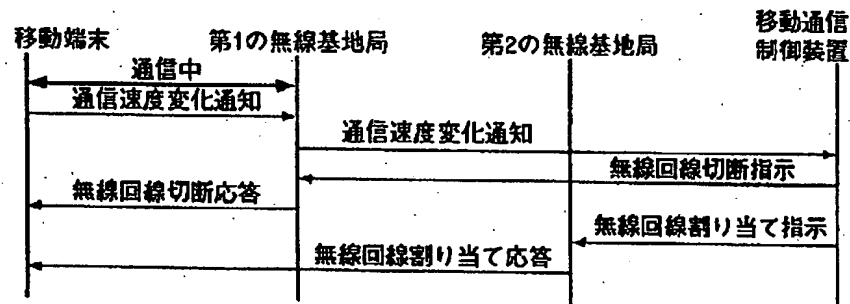 移動端末
第1の無線基地局
第2の無線基地局
移動通信
制御装置
通信中
通信速度変化通知
通信速度変化通知
無線回線切断指示
無線回線切断応答
無線回線割り当て指示
無線回線割り当て応答